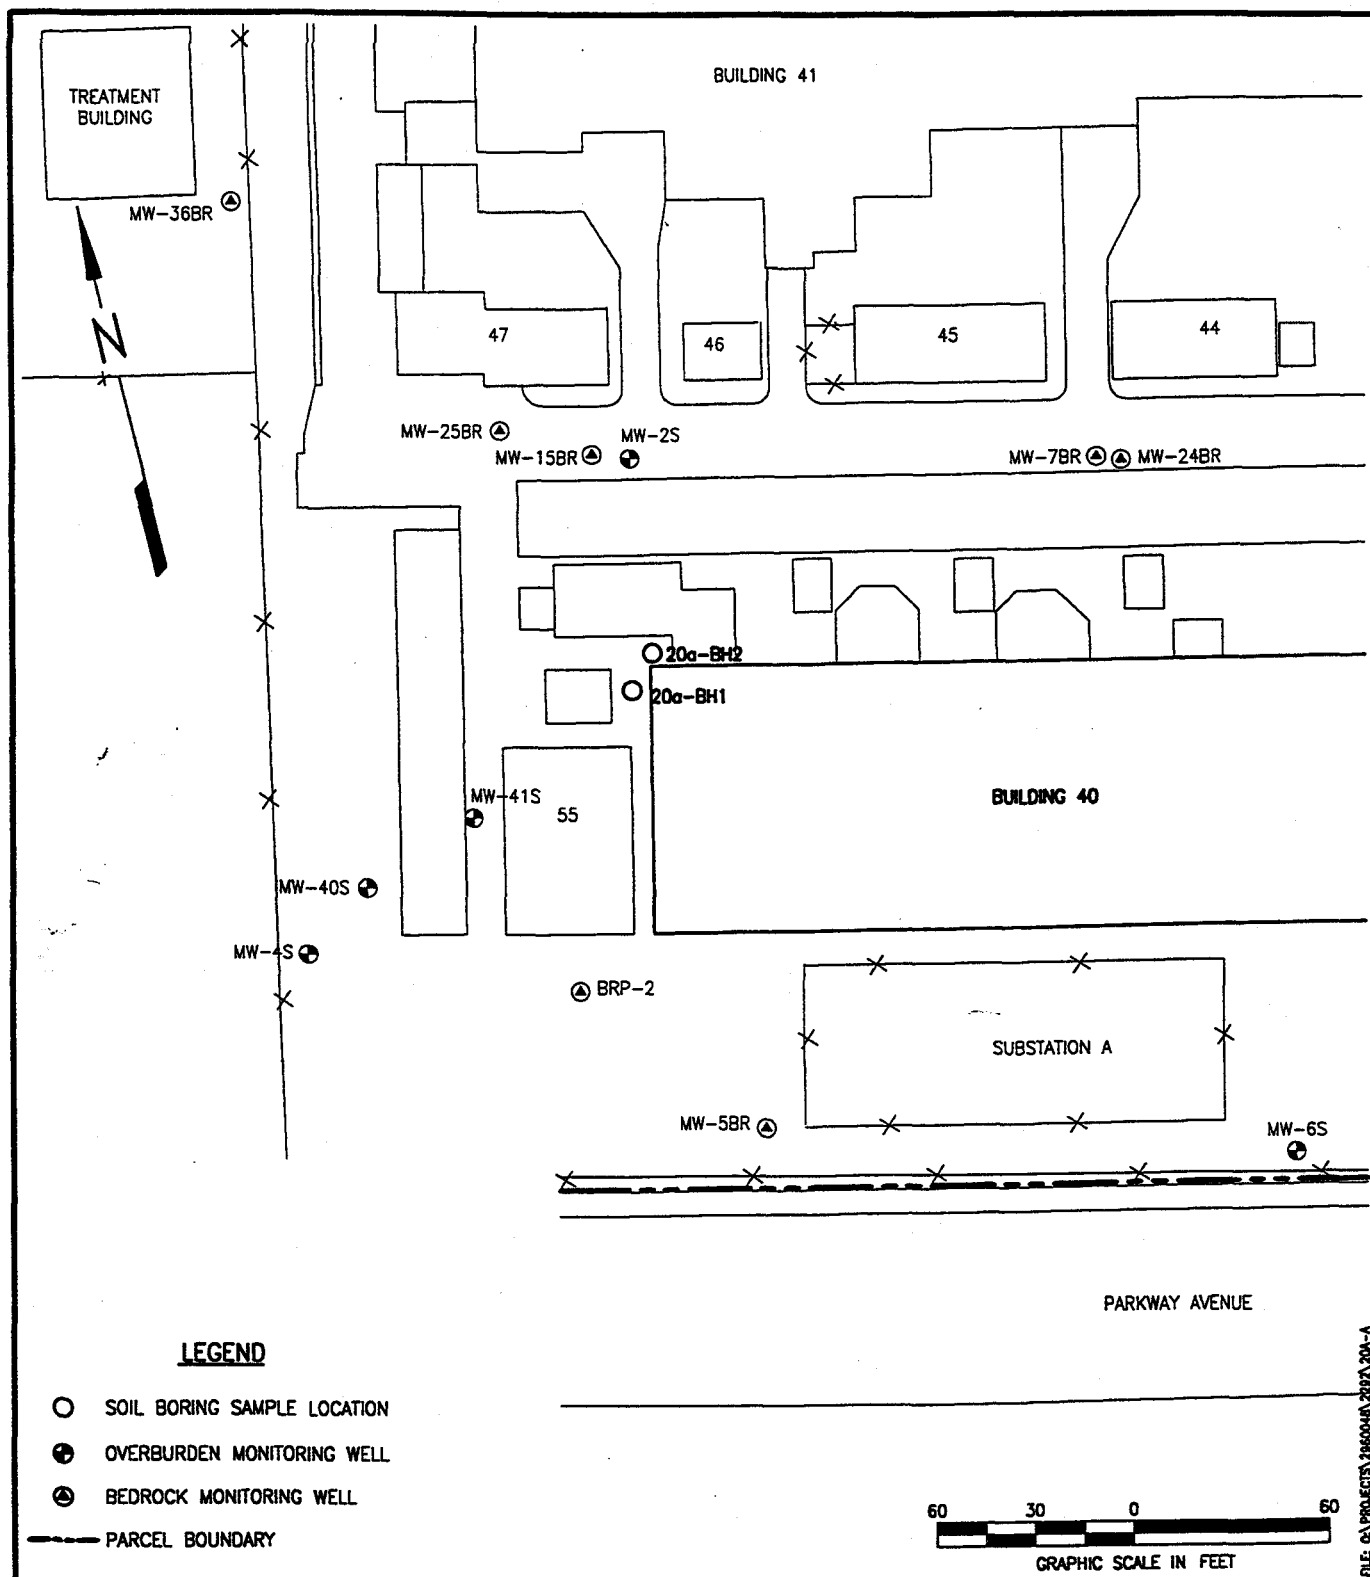 BUILDING 41
TREATMENT
BUILDING
MW-36BR
N
47
46
45
44
MW-25BR
MW-2S
MW-15BR
MW-7BR
MW-24BR
20a-BH2
20a-BH1
MW-41S
55
BUILDING 40
MW-40S
MW-4S
BRP-2
SUBSTATION A
MW-5BR
MW-6S
PARKWAY AVENUE
LEGEND
SOIL BORING SAMPLE LOCATION
OVERBURDEN MONITORING WELL
BEDROCK MONITORING WELL
PARCEL BOUNDARY
60 30 0 60
GRAPHIC SCALE IN FEET